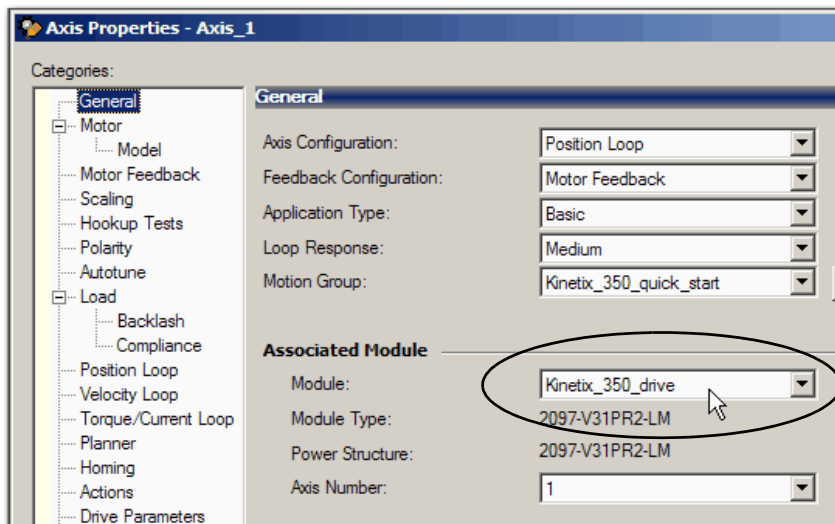 Axis Properties - Axis_1
Categories:
General
Motor
Model
Motor Feedback
Scaling
Hookup Tests
Polarity
Autotune
Load
Backlash
Compliance
Position Loop
Velocity Loop
Torque/Current Loop
Planner
Homing
Actions
Drive Parameters
General
Axis Configuration: Position Loop
Feedback Configuration: Motor Feedback
Application Type: Basic
Loop Response: Medium
Motion Group: Kinetix_350_quick_start
Associated Module
Module: Kinetix_350_drive
Module Type: 2097-V31PR2-LM
Power Structure: 2097-V31PR2-LM
Axis Number: 1